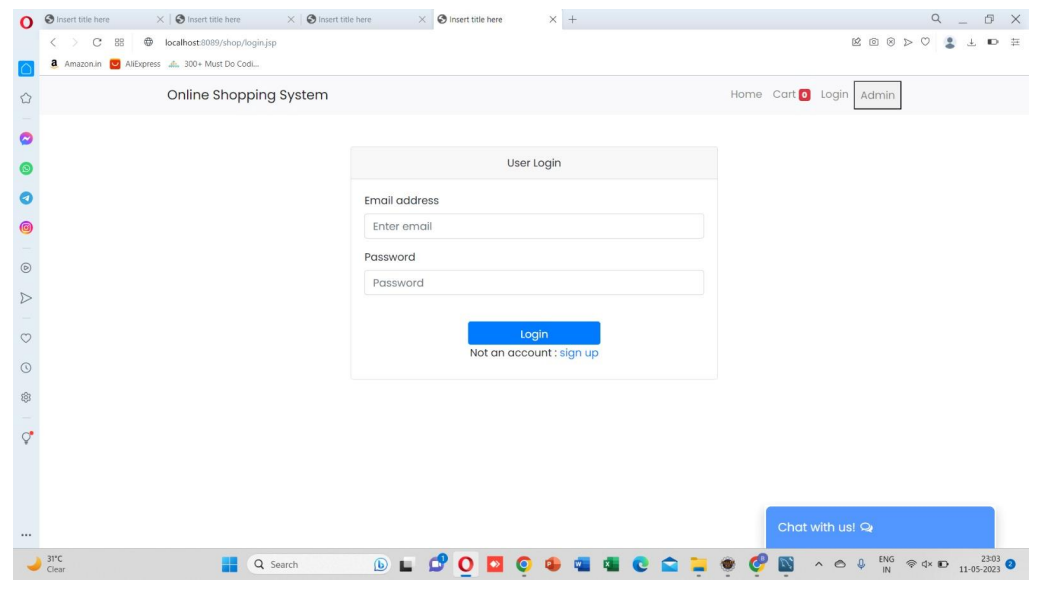 Insert title here
Insert title here
Insert title here
Insert title here
localhost:8089/shop/login.jsp
Amazon.in AliExpress 300+ Must Do Codi...
Online Shopping System Home Cart 0 Login Admin
User Login
Email address
Enter email
Password
Password
Login
Not an account : sign up
Chat with us!
31°C
Clear
Search
ENG
IN
23:03
11-05-2023
2